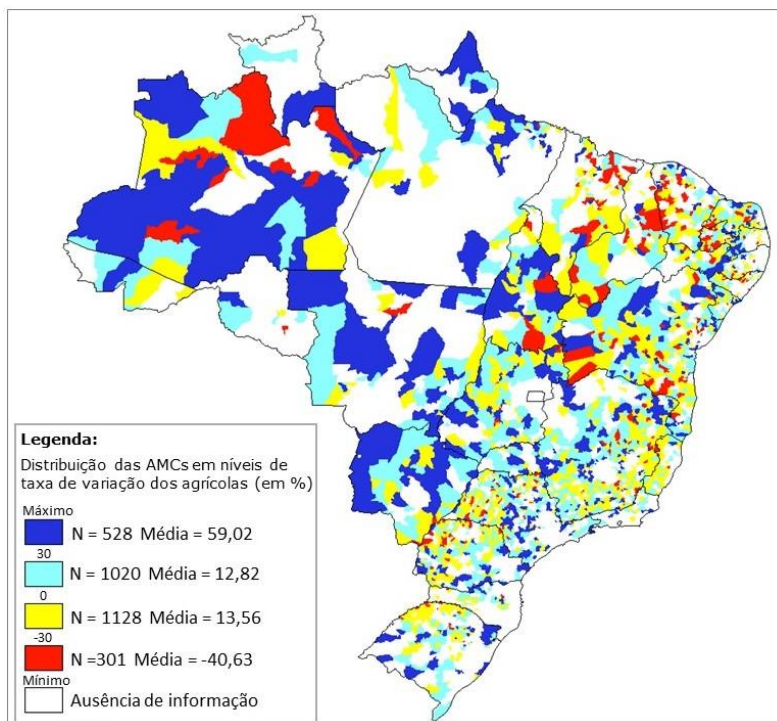 Legenda:
Distribuição das AMCs em níveis de
taxa de variação dos agrícolas (em %)
Máximo
N = 528 Média = 59,02
30
N = 1020 Média = 12,82
0
N = 1128 Média = 13,56
-30
N =301 Média = -40,63
Mínimo
Ausência de informação